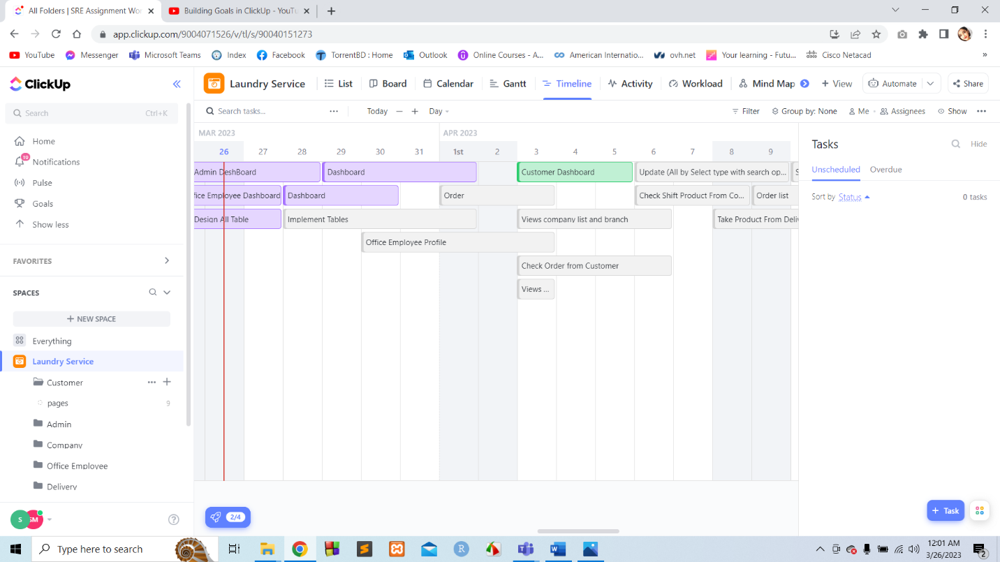 All Folders | SRE Assignment Wo
Building Goals in ClickUp - YouTu
app.clickup.com/9004071526/v/tl/s/90040151273
YouTube Messenger Microsoft Teams Index Facebook TorrentBD : Home Outlook Online Courses - A... American Internatio... ovh.net Your learning - Futu... Cisco Netacad »
ClickUp
Laundry Service List Board Calendar Gantt Timeline Activity Workload Mind Map + View Automate Share
Search Ctrl+K
Search tasks... Today Day Filter Group by: None Me Assignees Show
MAR 2023 APR 2023
26 27 28 29 30 31 1st 2 3 4 5 6 7 8 9
Home
19
Notifications
Pulse
Goals
Show less
FAVORITES
SPACES
+ NEW SPACE
Everything
Laundry Service
Customer
pages 9
Admin
Company
Office Employee
Delivery
S SM
Admin DeshBoard Dashboard Customer Dashboard Update (All by Select type with search op... S
fice Employee Dashboard Dashboard Order Check Shift Product From Co... Order list
Design All Table Implement Tables Views company list and branch Take Product From Deli
Office Employee Profile
Check Order from Customer
Views ...
Tasks Hide
Unscheduled Overdue
Sort by Status 0 tasks
2/4
+ Task
Type here to search
12:01 AM
3/26/2023
2